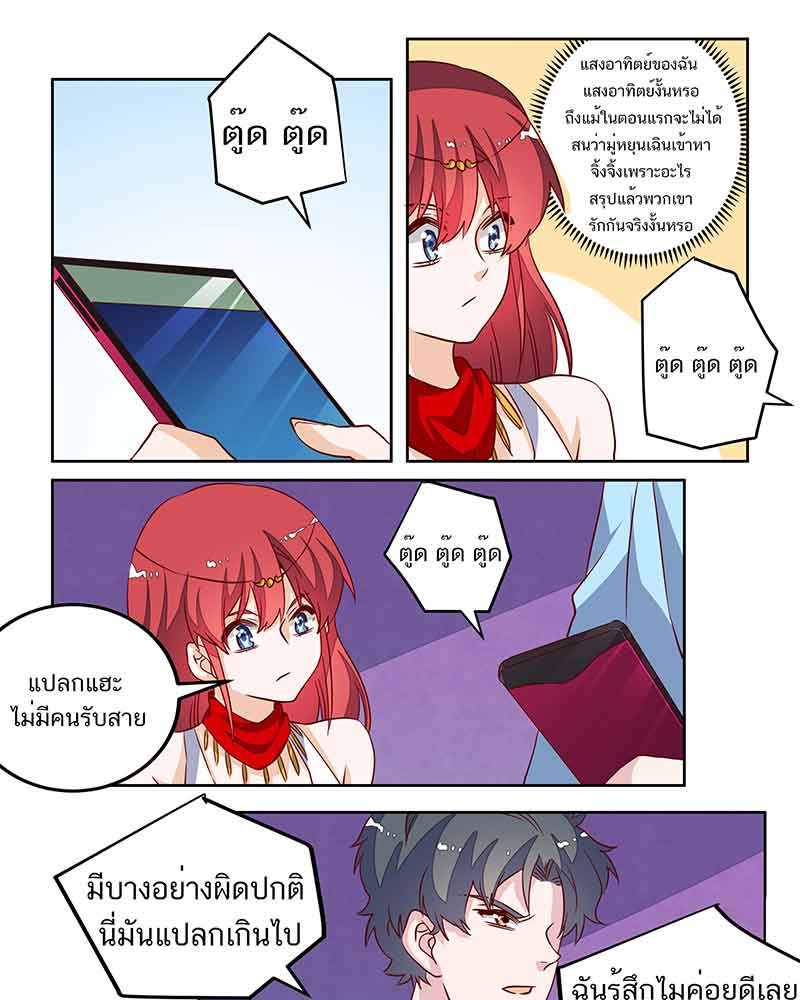 ตู๊ด ตู๊ด
แสงอาทิตย์ของฉัน
แสงอาทิตย์งั้นหรอ
ถึงแม้ในตอนแรกจะไม่ได้
สนว่ามู่หยุนเฉินเข้าหา
จิ้งจิ้งเพราะอะไร
สรุปแล้วพวกเขา
รักกันจริงงั้นหรอ
ตู๊ด ตู๊ด ตู๊ด
ตู๊ด ตู๊ด ตู๊ด
แปลกแฮะ
ไม่มีคนรับสาย
มีบางอย่างผิดปกติ
นี่มันแปลกเกินไป
ฉันรู้สึกไมค่อยดีเลย